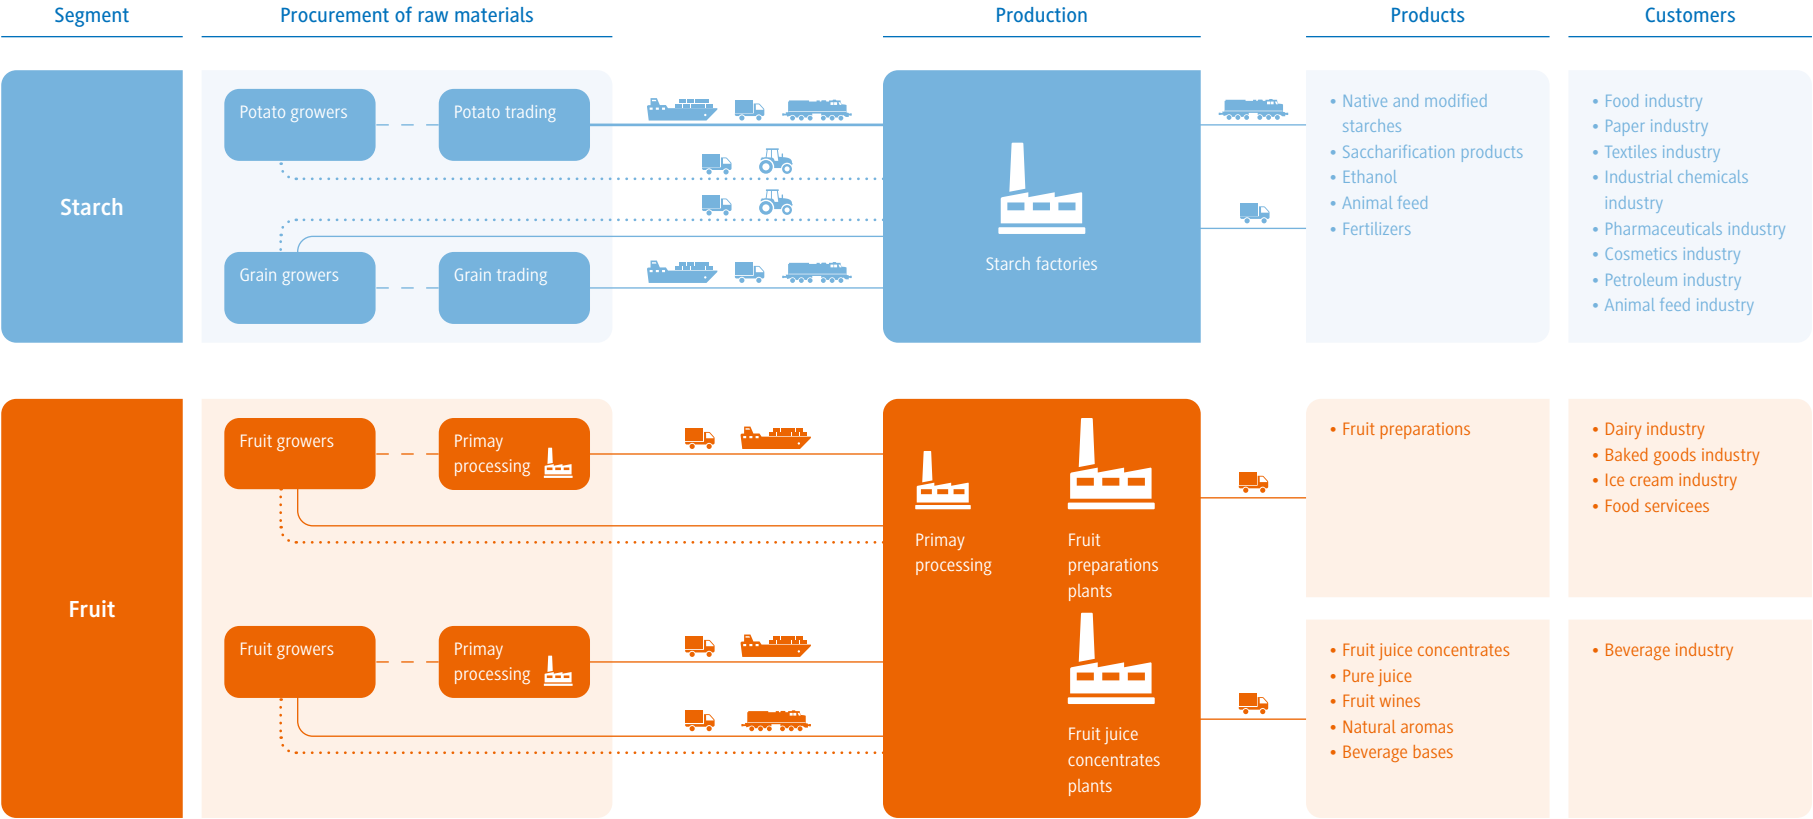 Segment
Procurement of raw materials
Production
Products
Customers
Starch
Potato growers
Potato trading
Grain growers
Grain trading
Starch factories
• Native and modified
starches
• Saccharification products
• Ethanol
• Animal feed
• Fertilizers
• Food industry
• Paper industry
• Textiles industry
• Industrial chemicals
industry
• Pharmaceuticals industry
• Cosmetics industry
• Petroleum industry
• Animal feed industry
Fruit
Fruit growers
Primay
processing
Fruit growers
Primay
processing
Primay
processing
Fruit
preparations
plants
Fruit juice
concentrates
plants
• Fruit preparations
• Dairy industry
• Baked goods industry
• Ice cream industry
• Food servicees
• Fruit juice concentrates
• Pure juice
• Fruit wines
• Natural aromas
• Beverage bases
• Beverage industry